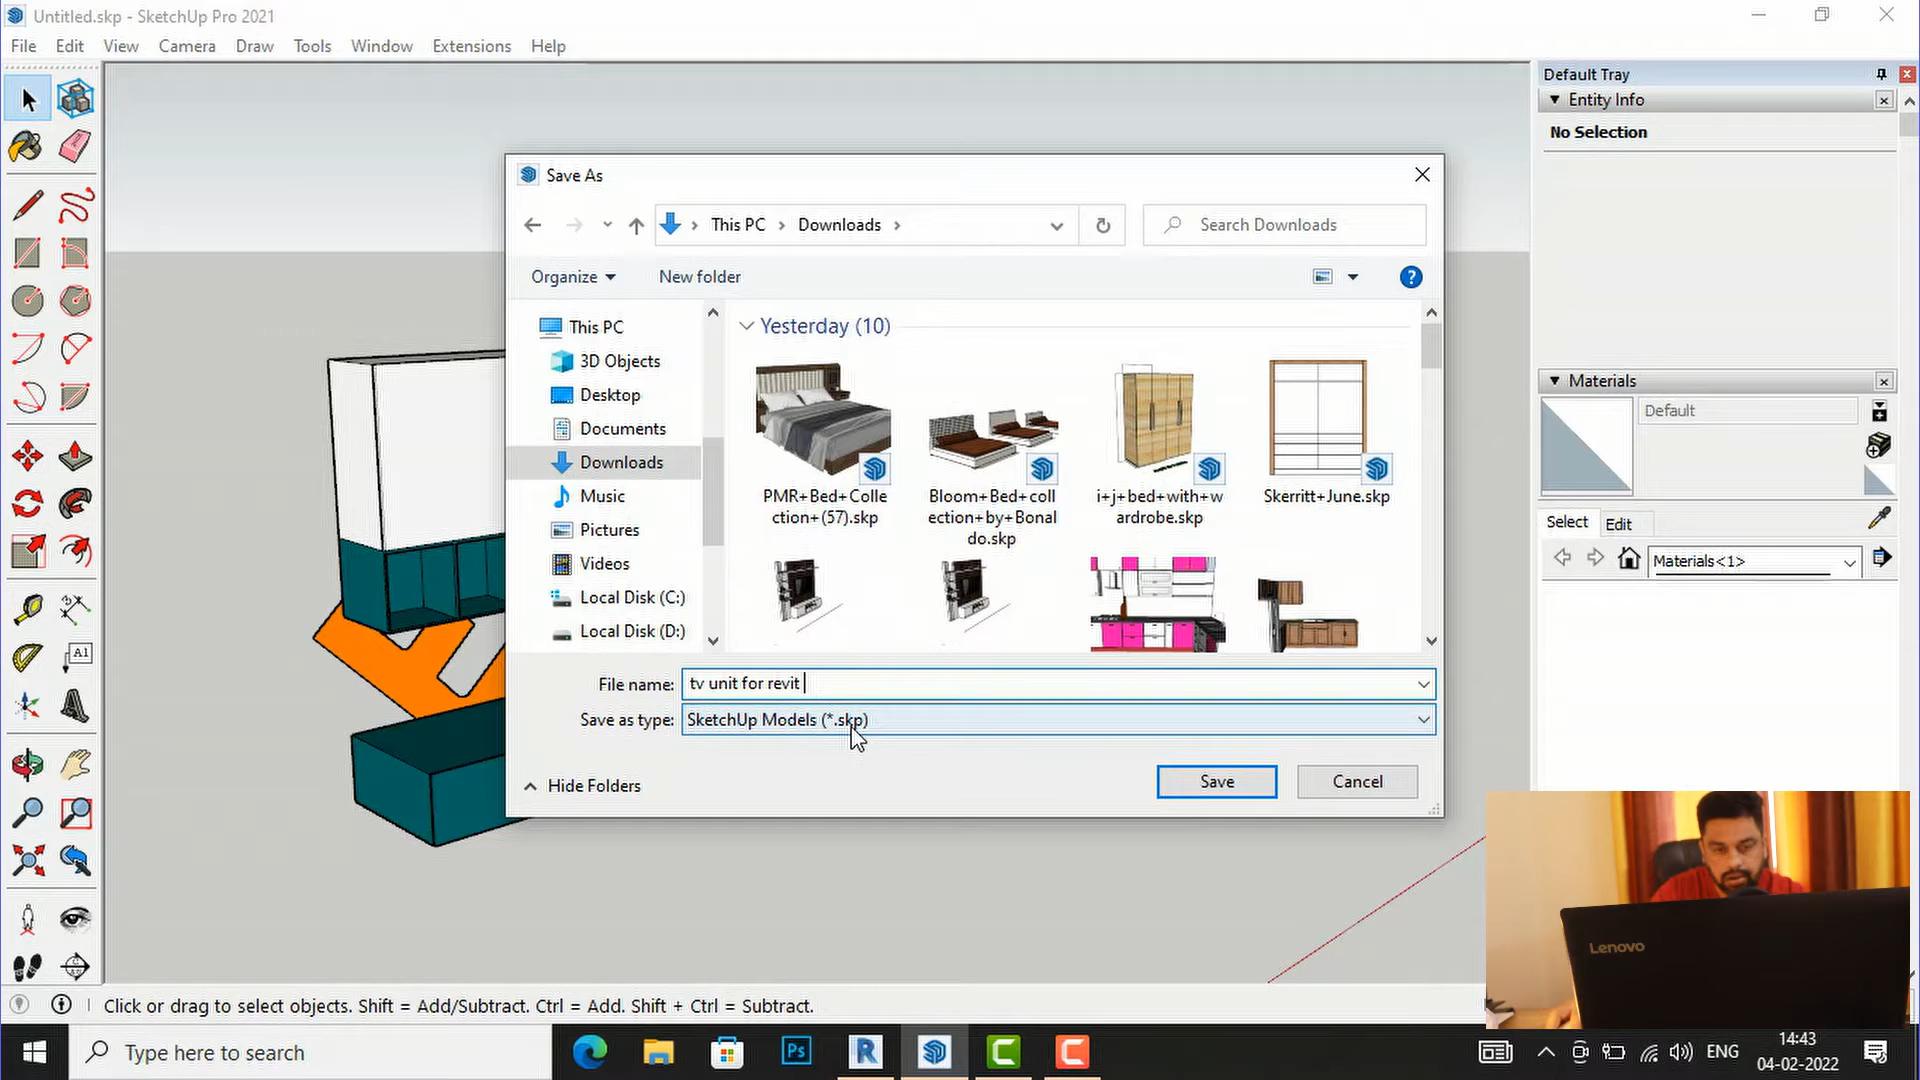 Untitled.skp - SketchUp Pro 2021
File Edit View Camera Draw Tools Window Extensions Help
Default Tray
Entity Info
No Selection
Save As
This PC Downloads
Search Downloads
Organize New folder
This PC
3D Objects
Desktop
Documents
Downloads
Music
Pictures
Videos
Local Disk (C:)
Local Disk (D:)
Yesterday (10)
PMR+Bed+Colle
ction+(57).skp
Bloom+Bed+coll
ection+by+Bonal
do.skp
i+j+bed+with+w
ardrobe.skp
Skerritt+June.skp
File name: tv unit for revit
Save as type: SketchUp Models (*.skp)
Hide Folders
Save
Cancel
Materials
Default
Select Edit
Materials<1>
A1
Lenovo
Click or drag to select objects. Shift = Add/Subtract. Ctrl = Add. Shift + Ctrl = Subtract.
Type here to search
Ps
R
C
C
ENG
14:43
04-02-2022